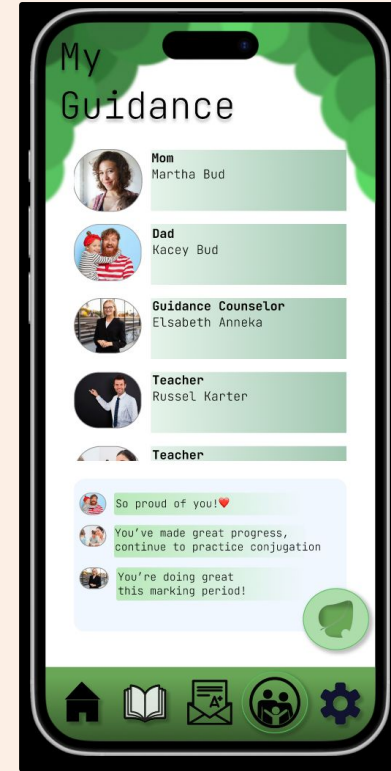 My
Guidance
Mom
Martha Bud
Dad
Kacey Bud
Guidance Counselor
Elsabeth Anneka
Teacher
Russel Karter
Teacher
So proud of you!❤️
You've made great progress,
continue to practice conjugation
You're doing great
this marking period!
A+